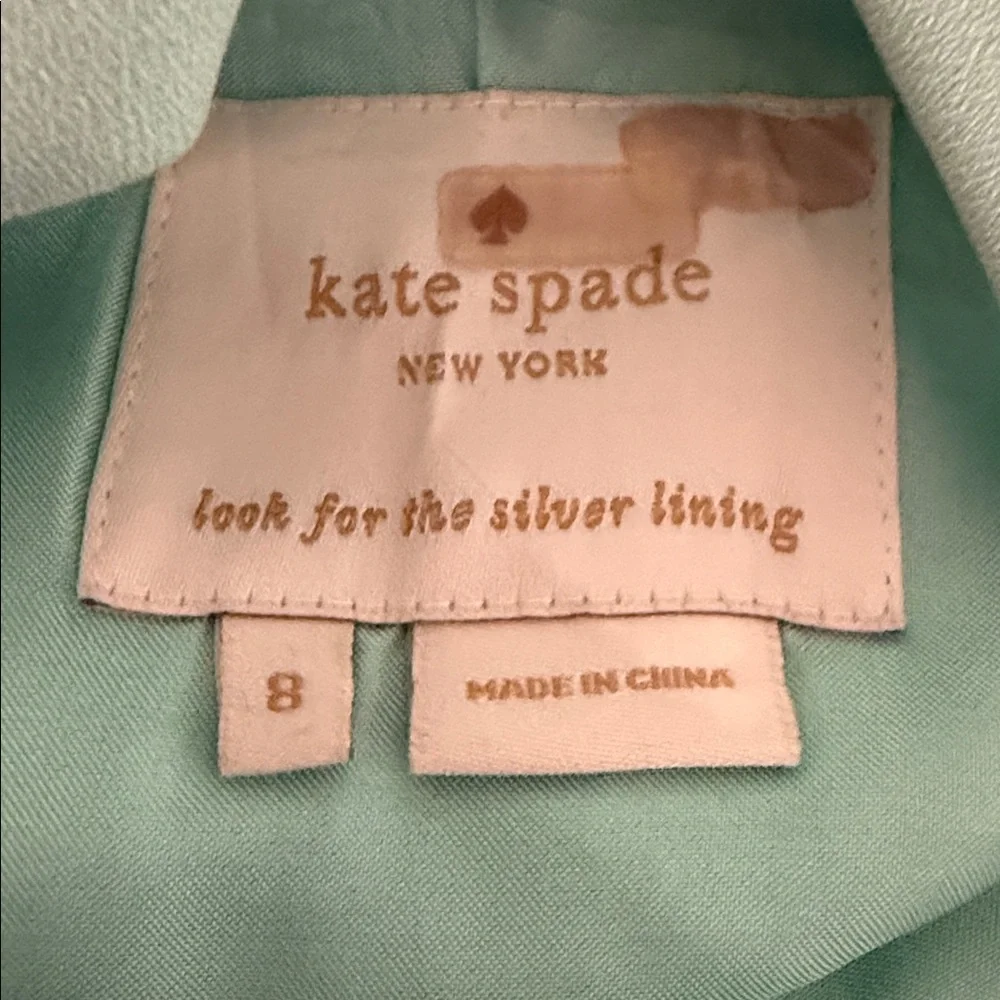 kate spade
NEW YORK
look for the silver lining
8
MADE IN CHINA